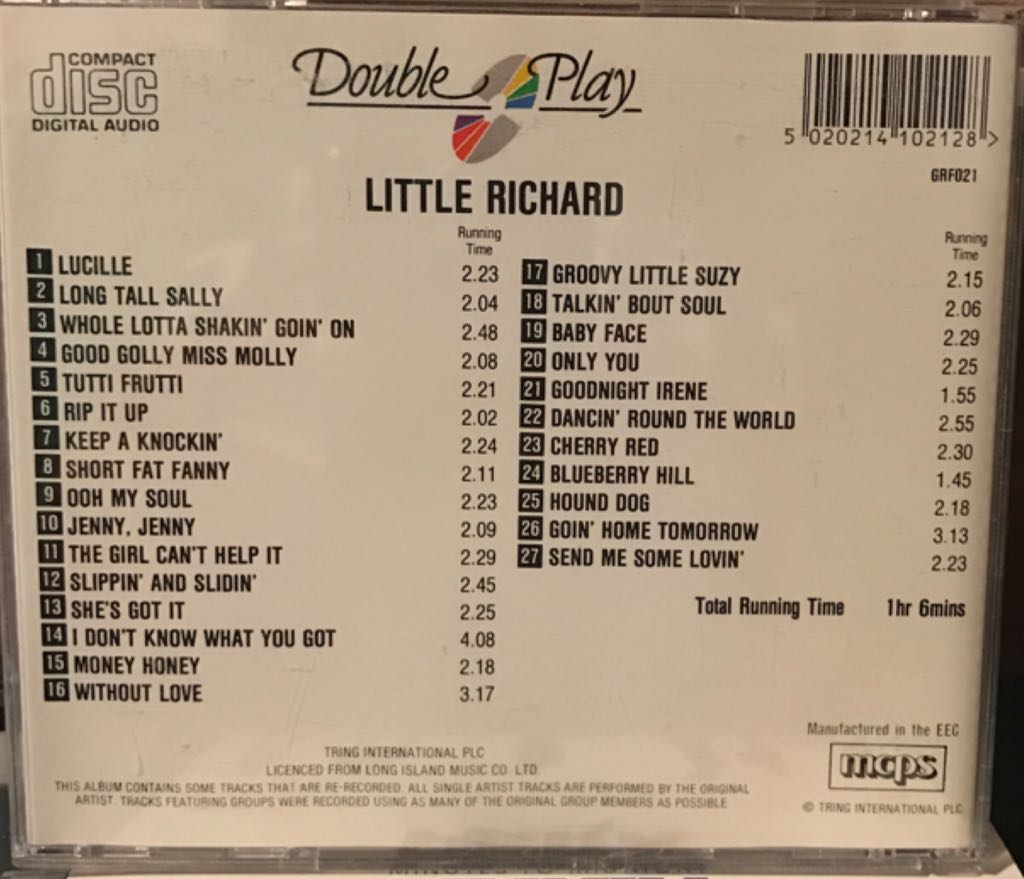 COMPACT
disc
DIGITAL AUDIO
Double Play
5 020214 102128 >
GRF021
LITTLE RICHARD
Running
Time
1 LUCILLE 2.23
2 LONG TALL SALLY 2.04
3 WHOLE LOTTA SHAKIN' GOIN' ON 2.48
4 GOOD GOLLY MISS MOLLY 2.08
5 TUTTI FRUTTI 2.21
6 RIP IT UP 2.02
7 KEEP A KNOCKIN' 2.24
8 SHORT FAT FANNY 2.11
9 OOH MY SOUL 2.23
10 JENNY, JENNY 2.09
11 THE GIRL CAN'T HELP IT 2.29
12 SLIPPIN' AND SLIDIN' 2.45
13 SHE'S GOT IT 2.25
14 I DON'T KNOW WHAT YOU GOT 4.08
15 MONEY HONEY 2.18
16 WITHOUT LOVE 3.17
Running
Time
17 GROOVY LITTLE SUZY 2.15
18 TALKIN' BOUT SOUL 2.06
19 BABY FACE 2.29
20 ONLY YOU 2.25
21 GOODNIGHT IRENE 1.55
22 DANCIN' ROUND THE WORLD 2.55
23 CHERRY RED 2.30
24 BLUEBERRY HILL 1.45
25 HOUND DOG 2.18
26 GOIN' HOME TOMORROW 3.13
27 SEND ME SOME LOVIN' 2.23
Total Running Time 1hr 6mins
TRING INTERNATIONAL PLC
LICENCED FROM LONG ISLAND MUSIC CO. LTD.
THIS ALBUM CONTAINS SOME TRACKS THAT ARE RE-RECORDED. ALL SINGLE ARTIST TRACKS ARE PERFORMED BY THE ORIGINAL
ARTIST. TRACKS FEATURING GROUPS WERE RECORDED USING AS MANY OF THE ORIGINAL GROUP MEMBERS AS POSSIBLE.
Manufactured in the EEC
mcps
© TRING INTERNATIONAL PLC